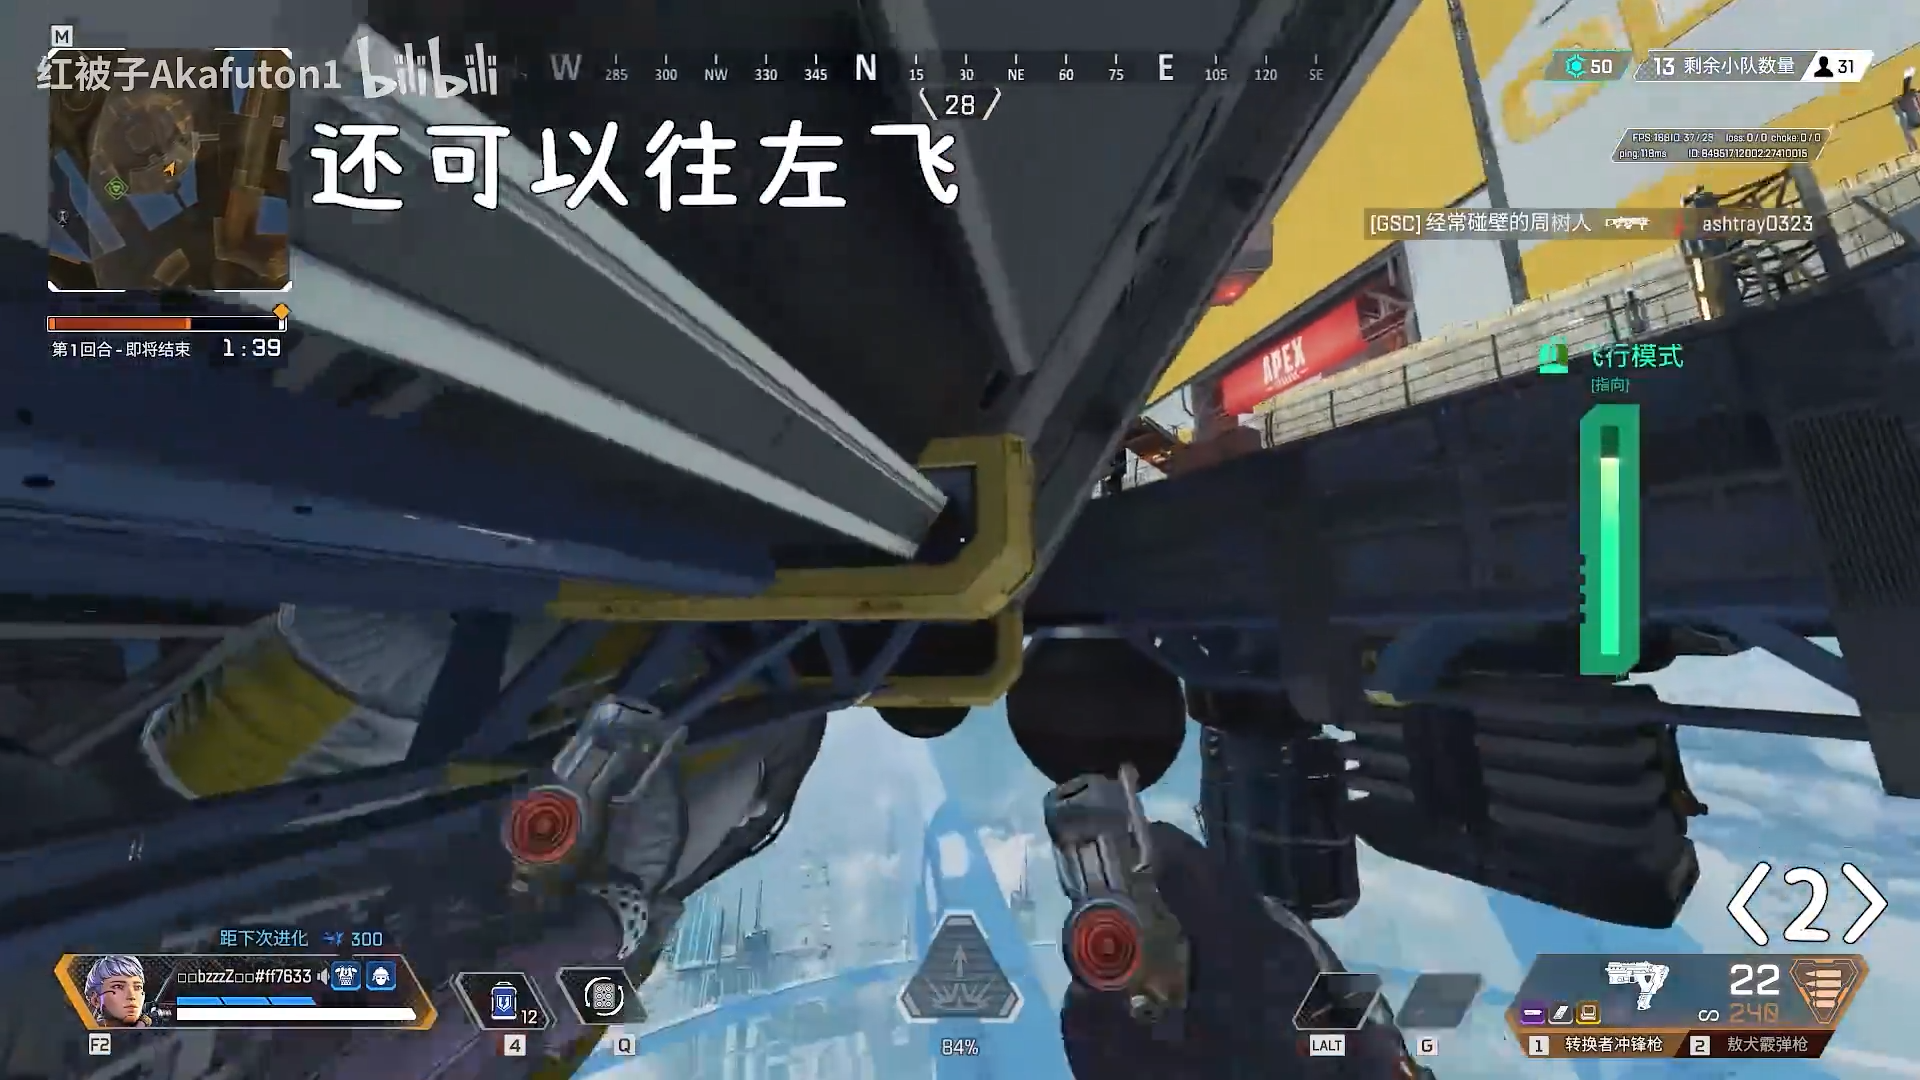 M
红被子Akafuton1 bilibili
W 285 300 NW 330 345 N 15 30 NE 60 75 E 105 120 SE
28
50
13 剩余小队数量 31
还可以往左飞
ping:118ms
[GSC] 经常碰壁的周树人 ashtray0323
第1回合-即将结束 1:39
APEX
飞行模式
[指向]
<2>
距下次进化 300
□□bzzzZ□□#ff7633
F2
12
4
Q
84%
LALT
G
22
∞ 240
1 转换者冲锋枪 2 敖犬霰弹枪